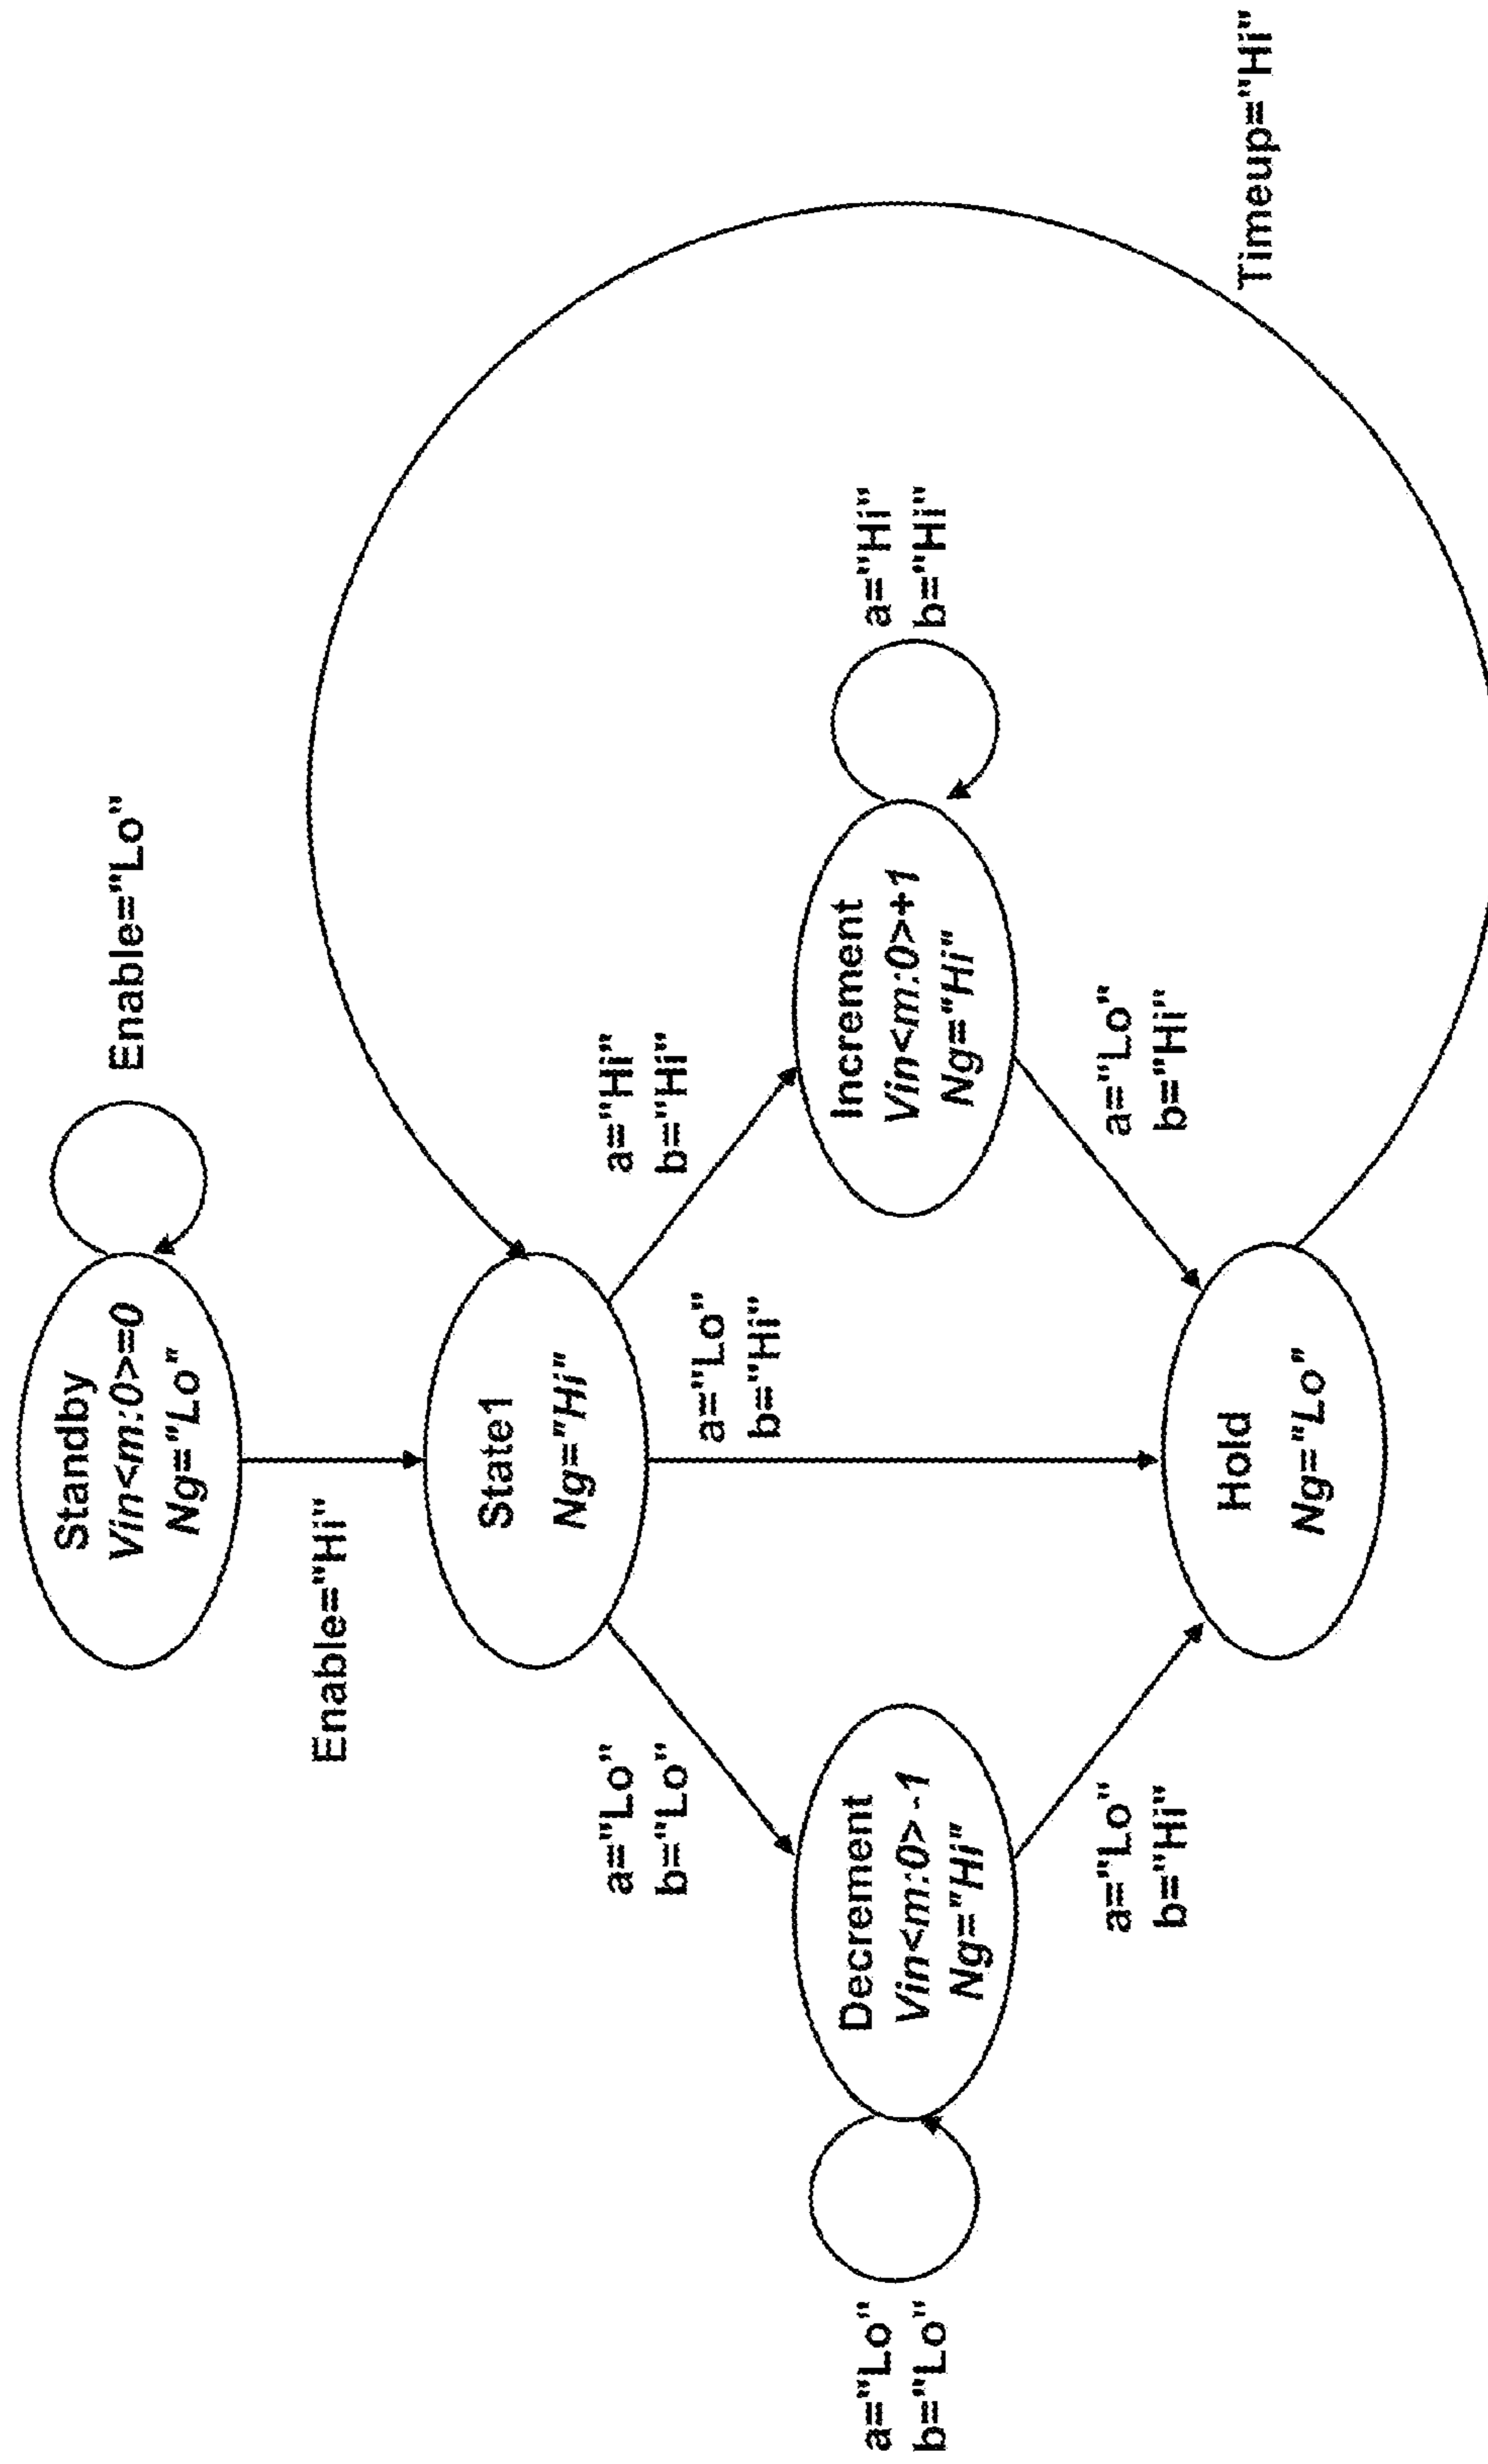 Standby
Vin<m:0>=0
Ng="Lo"
Enable="Lo"
Enable="Hi"
State1
Ng="Hi"
a="Lo"
b="Lo"
a="Lo"
b="Hi"
a="Hi"
b="Hi"
a="Lo"
b="Lo"
Decrement
Vin<m:0>-1
Ng="Hi"
Increment
Vin<m:0>+1
Ng="Hi"
a="Hi"
b="Hi"
a="Lo"
b="Hi"
a="Lo"
b="Hi"
Hold
Ng="Lo"
Timeup="Hi"